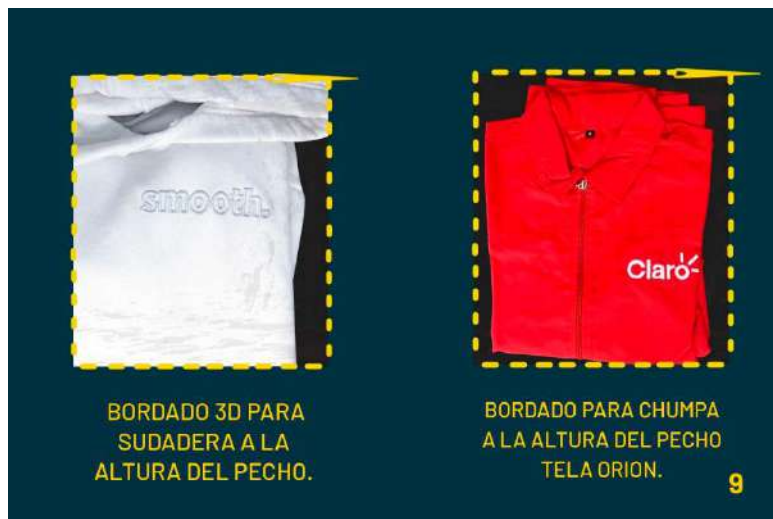 smooth.
Claro
BORDADO 3D PARA
SUDADERA A LA
ALTURA DEL PECHO.
BORDADO PARA CHUMPA
A LA ALTURA DEL PECHO
TELA ORION.
9